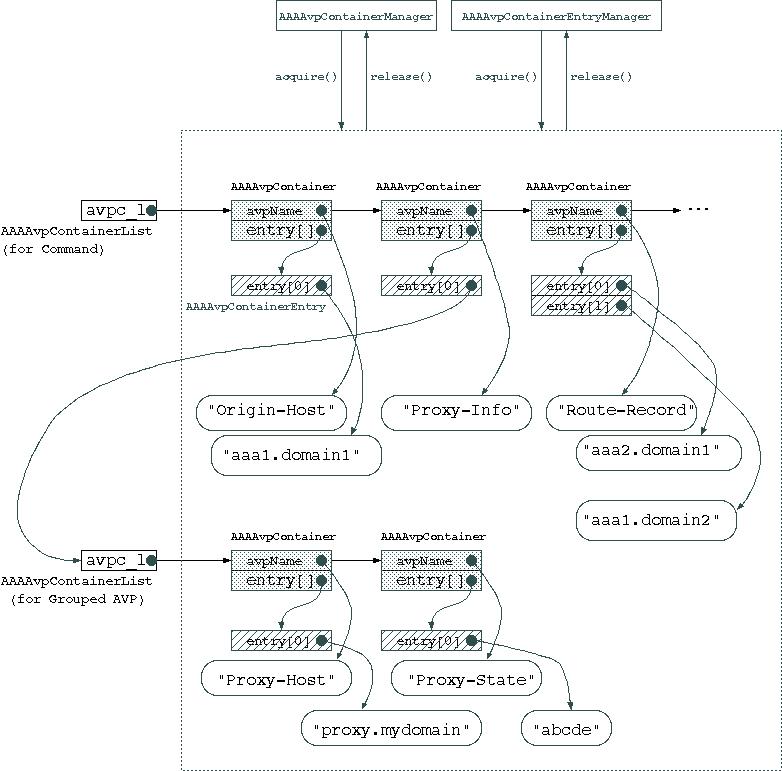 AAAAvpContainerManager
AAAAvpContainerEntryManager
acquire()
release()
acquire()
release()
AAAAvpContainer
AAAAvpContainer
AAAAvpContainer
avpc_l
avpName
avpName
avpName
...
AAAAvpContainerList
(for Command)
entry[]
entry[]
entry[]
entry[0]
entry[0]
entry[0]
AAAAvpContainerEntry
entry[1]
"Origin-Host"
"Proxy-Info"
"Route-Record"
"aaa1.domain1"
"aaa2.domain1"
"aaa1.domain2"
AAAAvpContainer
AAAAvpContainer
avpc_l
avpName
avpName
AAAAvpContainerList
(for Grouped AVP)
entry[]
entry[]
entry[0]
entry[0]
"Proxy-Host"
"Proxy-State"
"proxy.mydomain"
"abcde"